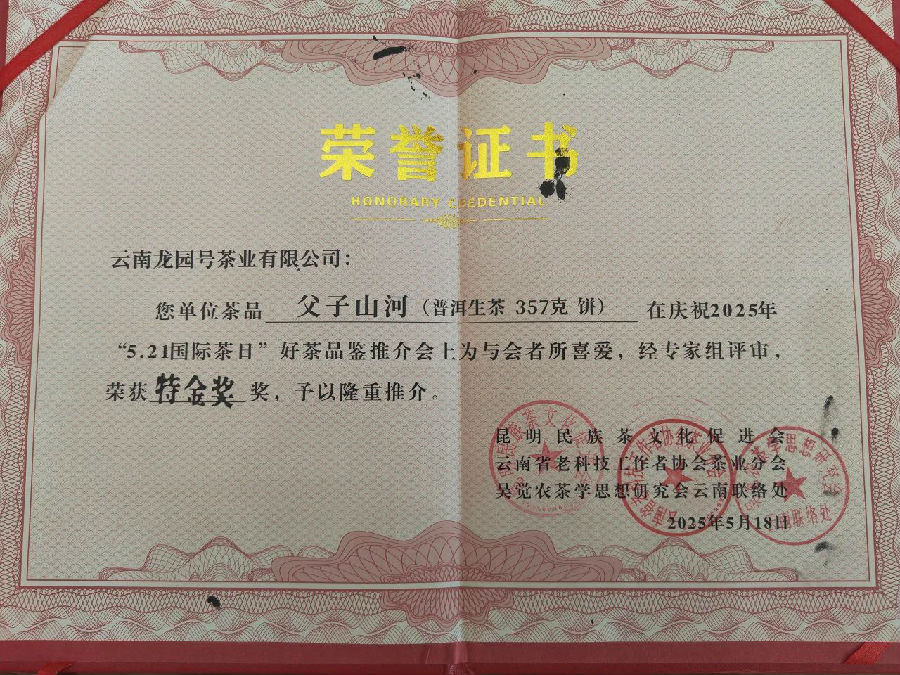 荣誉证书
HONORARY CREDENTIAL
云南龙园号茶业有限公司：
您单位茶品 父子山河（普洱生茶 357克 饼） 在庆祝2025年
“5.21国际茶日”好茶品鉴推介会上为与会者所喜爱，经专家组评审，
荣获 特金奖 奖，予以隆重推介。
昆明民族茶文化促进会
云南省老科技工作者协会茶业分会
吴觉农茶学思想研究会云南联络处
2025年5月18日